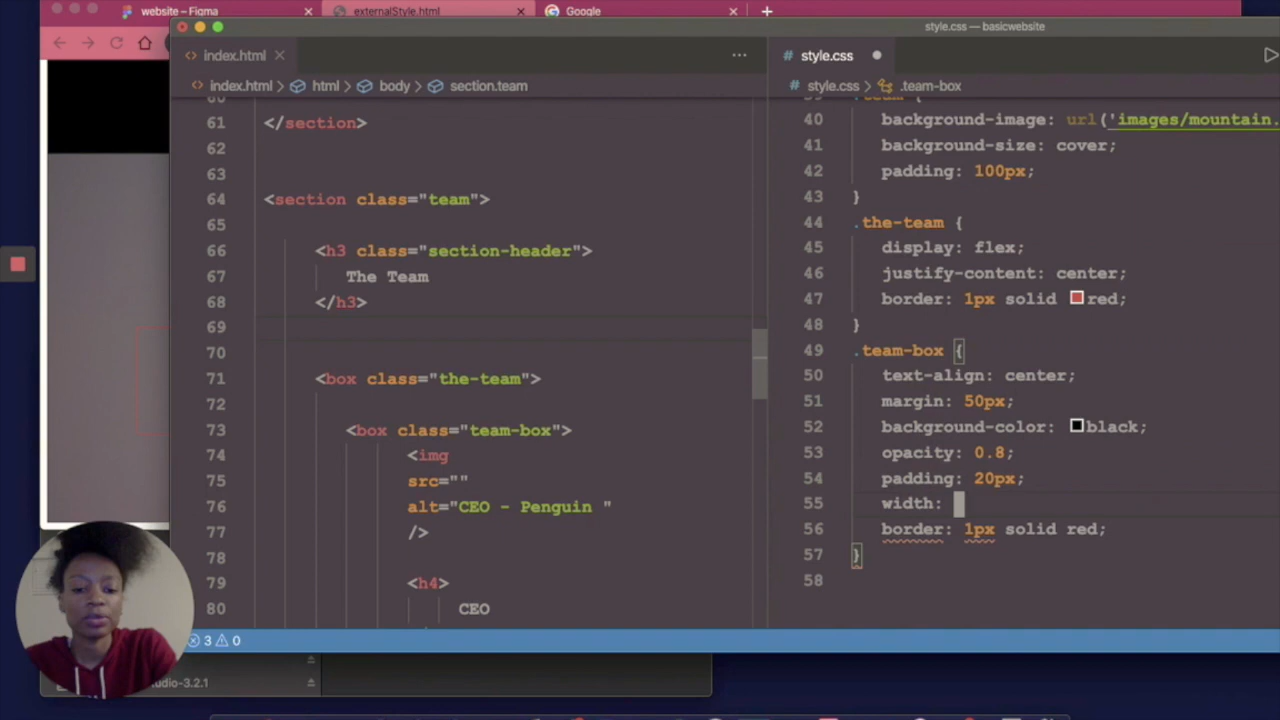 website – Figma
externalStyle.html
Google
style.css — basicwebsite
index.html
style.css
index.html > html > body > section.team
style.css > .team-box
61 </section>
62
63
64 <section class="team">
65
66 <h3 class="section-header">
67 The Team
68 </h3>
69
70
71 <box class="the-team">
72
73 <box class="team-box">
74 <img
75 src=""
76 alt="CEO - Penguin "
77 />
78
79 <h4>
80 CEO
40 background-image: url('images/mountain.
41 background-size: cover;
42 padding: 100px;
43 }
44 .the-team {
45 display: flex;
46 justify-content: center;
47 border: 1px solid red;
48 }
49 .team-box {
50 text-align: center;
51 margin: 50px;
52 background-color: black;
53 opacity: 0.8;
54 padding: 20px;
55 width:
56 border: 1px solid red;
57 }
58
3 0
udio-3.2.1